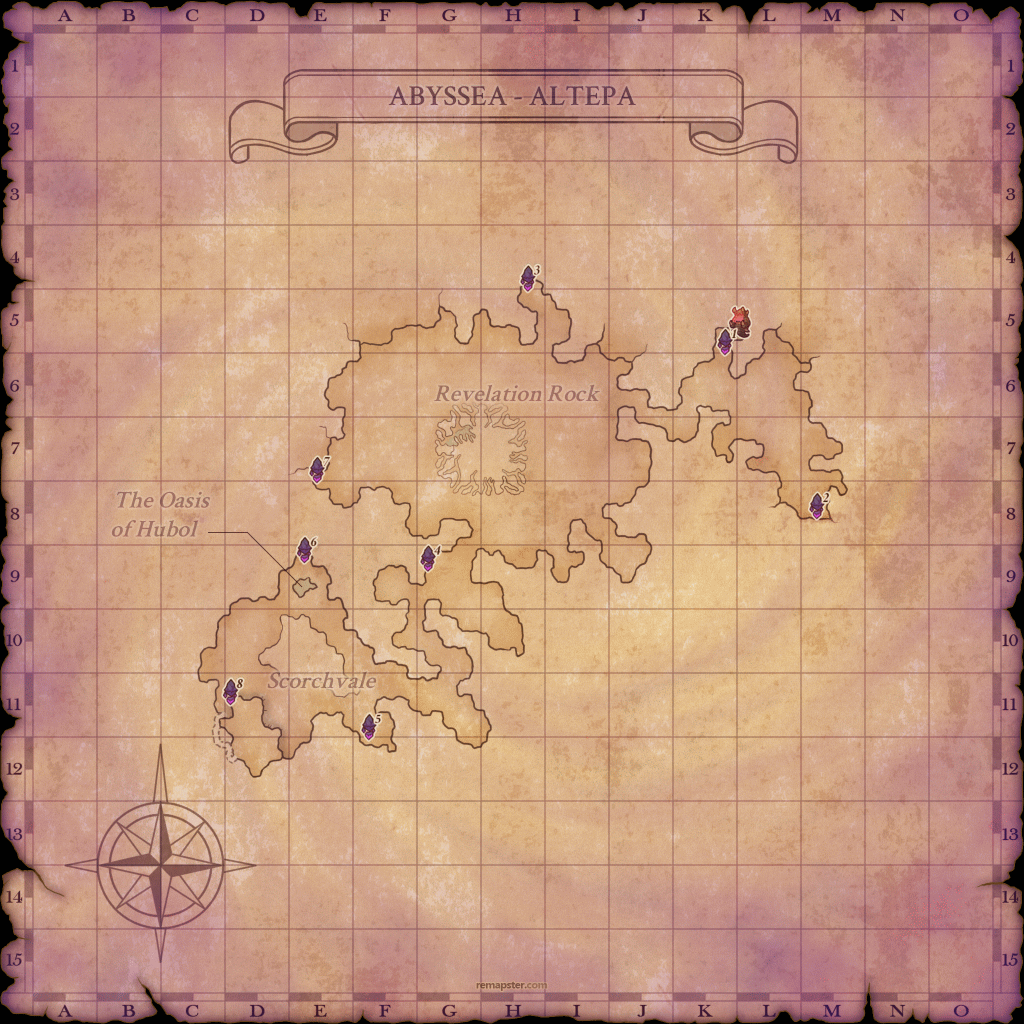 A B C D E F G H I J K L M N O
1 1
ABYSSEA - ALTEPA
2 2
3 3
4 4
3
5 5
1
6 6
Revelation Rock
7 7
7
The Oasis
of Hubol
2
8 8
6
4
9 9
10 10
Scorchvale
8
11 11
5
12 12
13 13
14 14
15 15
remapster.com
A B C D E F G H I J K L M N O